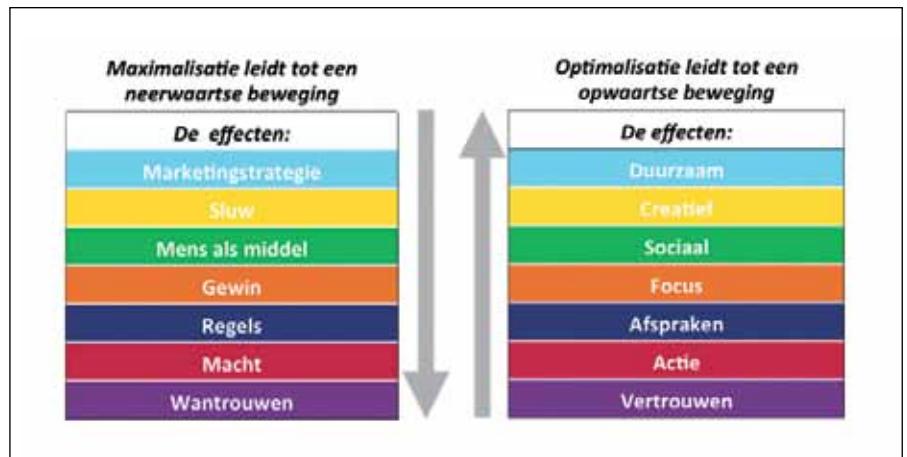 Maximalisatie leidt tot een
neerwaartse beweging
De effecten:
Marketingstrategie
Sluw
Mens als middel
Gewin
Regels
Macht
Wantrouwen
Optimalisatie leidt tot een
opwaartse beweging
De effecten:
Duurzaam
Creatief
Sociaal
Focus
Afspraken
Actie
Vertrouwen